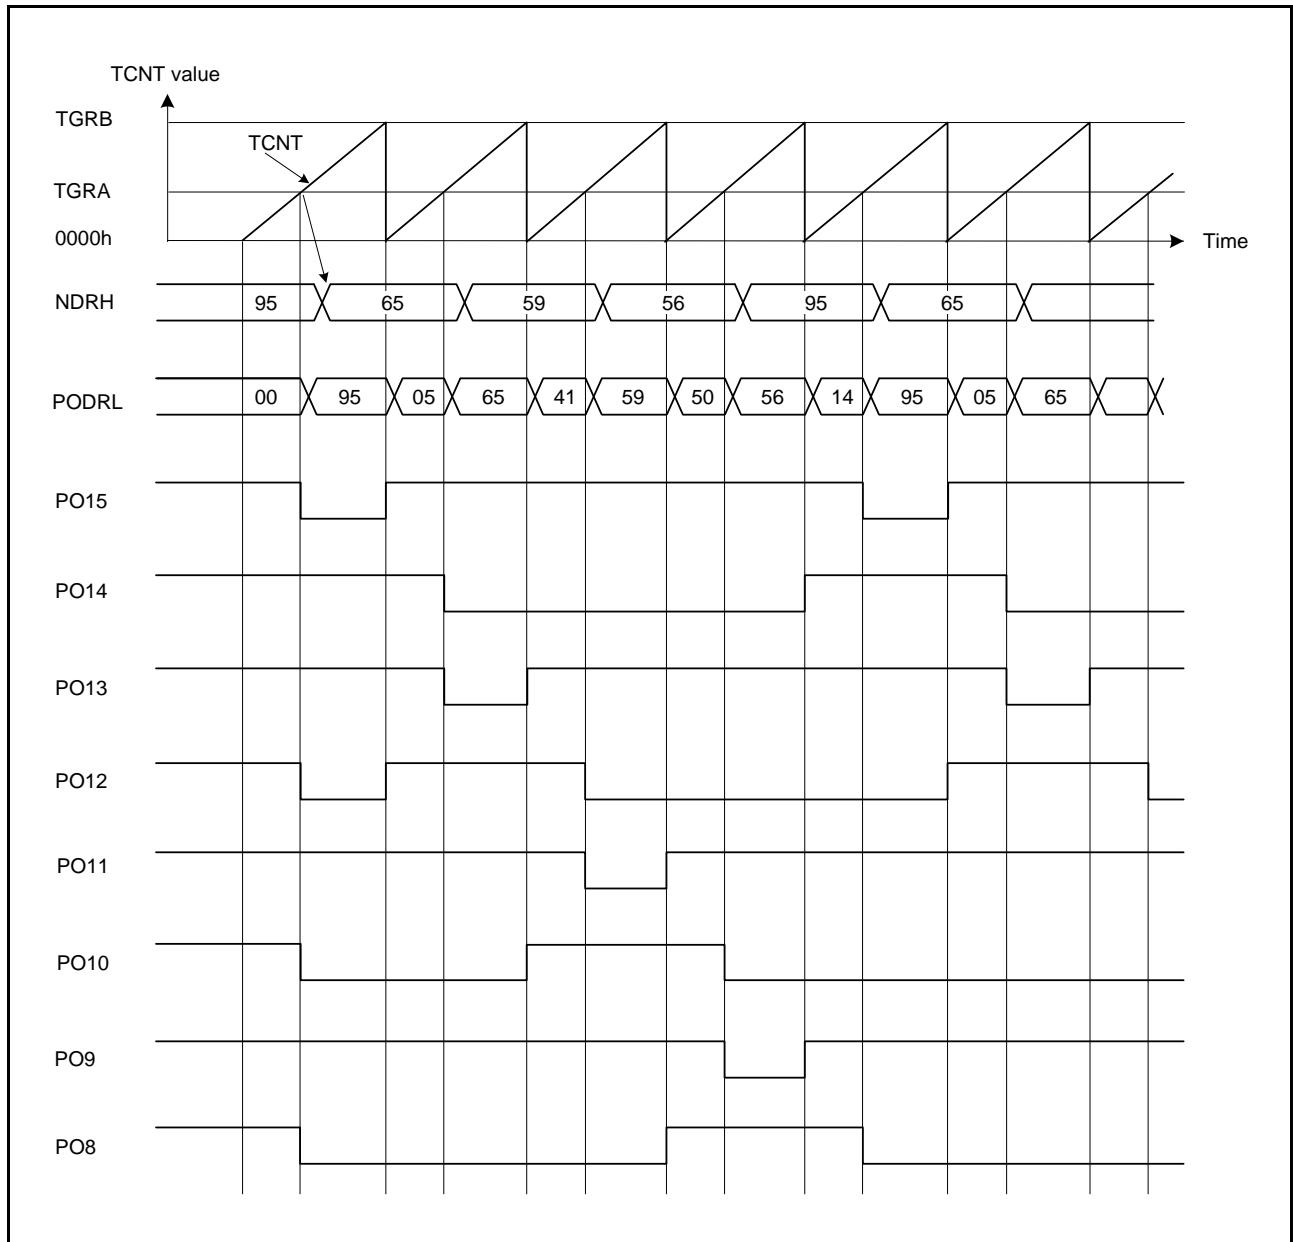 TCNT value
TGRB
TCNT
TGRA
0000h
Time
NDRH 95 65 59 56 95 65
PODRL 00 95 05 65 41 59 50 56 14 95 05 65
PO15
PO14
PO13
PO12
PO11
PO10
PO9
PO8